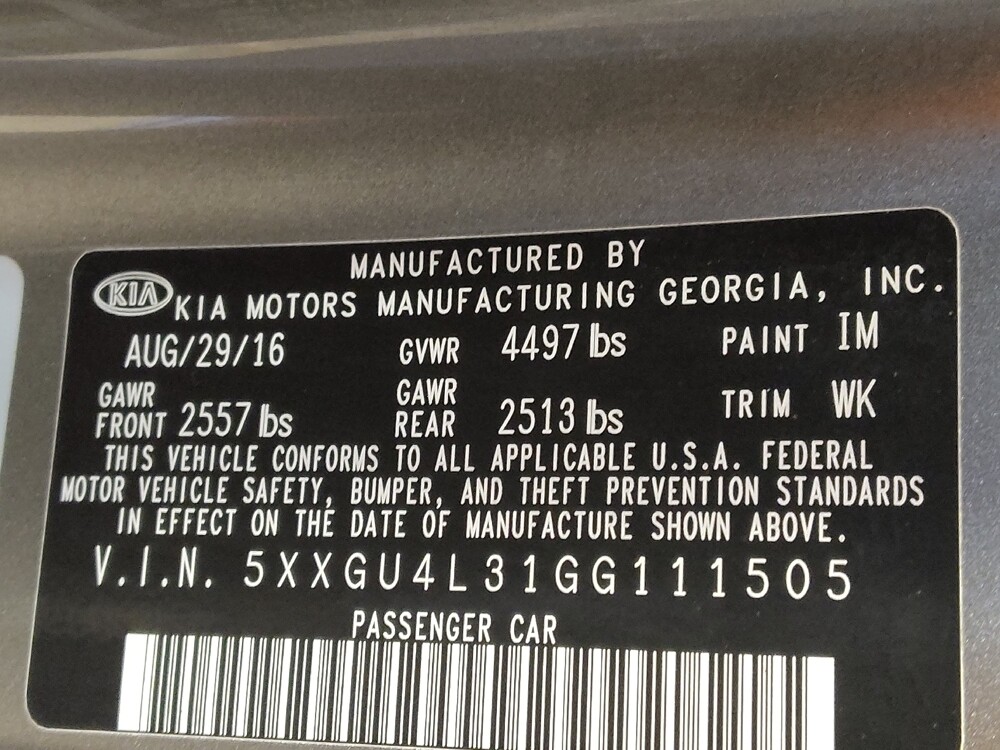 MANUFACTURED BY
KIA KIA MOTORS MANUFACTURING GEORGIA, INC.
AUG/29/16 GVWR 4497 lbs PAINT IM
GAWR FRONT 2557 lbs GAWR REAR 2513 lbs TRIM WK
THIS VEHICLE CONFORMS TO ALL APPLICABLE U.S.A. FEDERAL
MOTOR VEHICLE SAFETY, BUMPER, AND THEFT PREVENTION STANDARDS
IN EFFECT ON THE DATE OF MANUFACTURE SHOWN ABOVE.
V.I.N. 5XXGU4L31GG111505
PASSENGER CAR